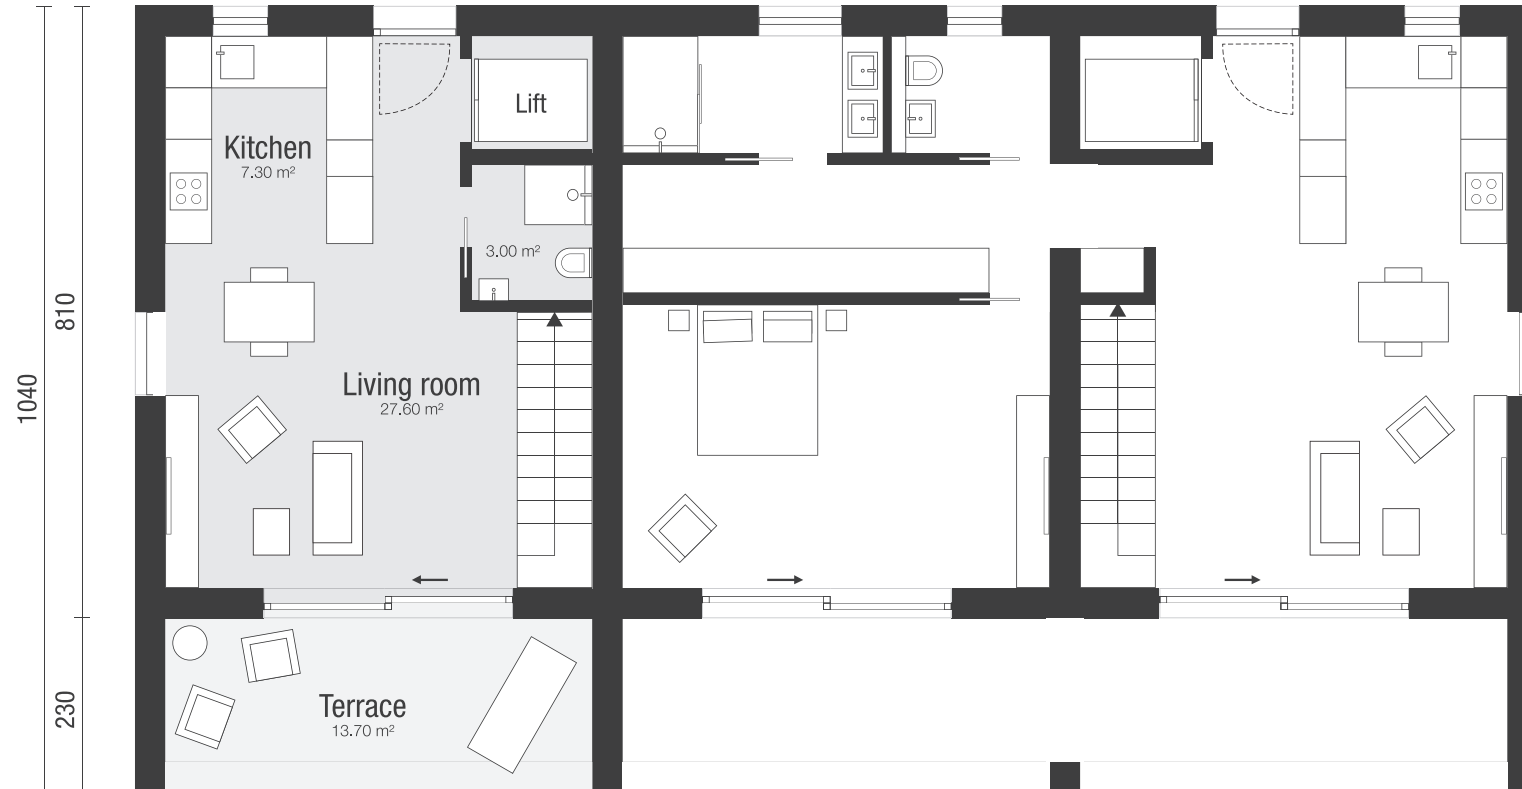 Lift
Kitchen
7.30 m²
3.00 m²
810
1040
Living room
27.60 m²
230
Terrace
13.70 m²